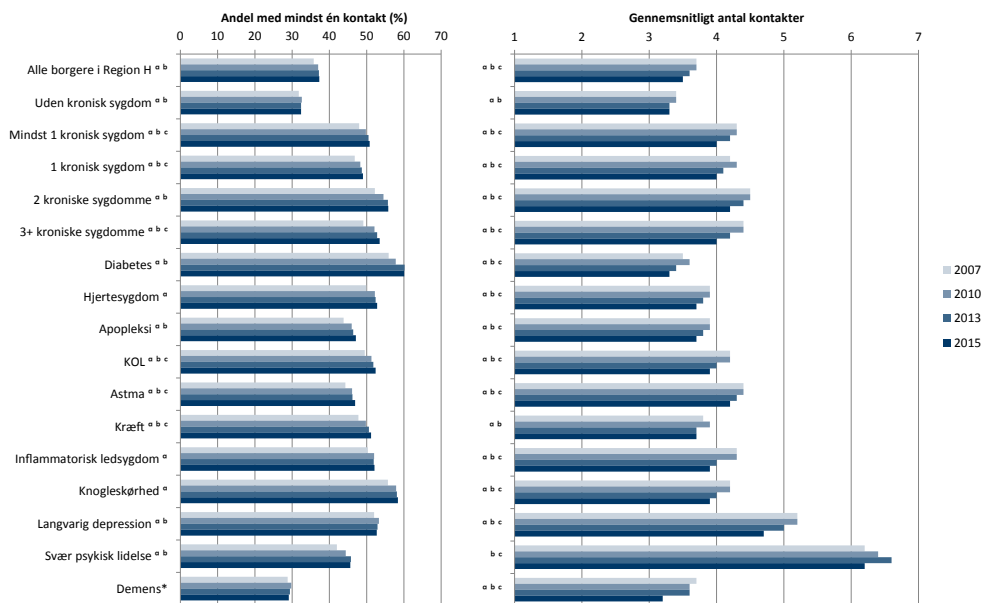 Andel med mindst én kontakt (%)
Gennemsnitligt antal kontakter
0 10 20 30 40 50 60 70
1 2 3 4 5 6 7
Alle borgere i Region H ᵃ ᵇ
ᵃ ᵇ ᶜ
Uden kronisk sygdom ᵃ ᵇ
ᵃ ᵇ
Mindst 1 kronisk sygdom ᵃ ᵇ ᶜ
ᵃ ᵇ ᶜ
1 kronisk sygdom ᵃ ᵇ ᶜ
ᵃ ᵇ ᶜ
2 kroniske sygdomme ᵃ ᵇ
ᵃ ᵇ ᶜ
3+ kroniske sygdomme ᵃ ᵇ ᶜ
ᵃ ᵇ ᶜ
Diabetes ᵃ ᵇ
ᵃ ᵇ ᶜ
Hjertesygdom ᵃ
ᵃ ᵇ ᶜ
Apopleksi ᵃ ᵇ
ᵃ ᵇ ᶜ
KOL ᵃ ᵇ ᶜ
ᵃ ᵇ ᶜ
Astma ᵃ ᵇ ᶜ
ᵃ ᵇ ᶜ
Kræft ᵃ ᵇ ᶜ
ᵃ ᵇ
Inflammatorisk ledsygdom ᵃ
ᵃ ᵇ ᶜ
Knogleskørhed ᵃ
ᵃ ᵇ ᶜ
Langvarig depression ᵃ ᵇ
ᵃ ᵇ ᶜ
Svær psykisk lidelse ᵃ ᵇ
ᵇ ᶜ
Demens*
ᵃ ᵇ ᶜ
2007
2010
2013
2015